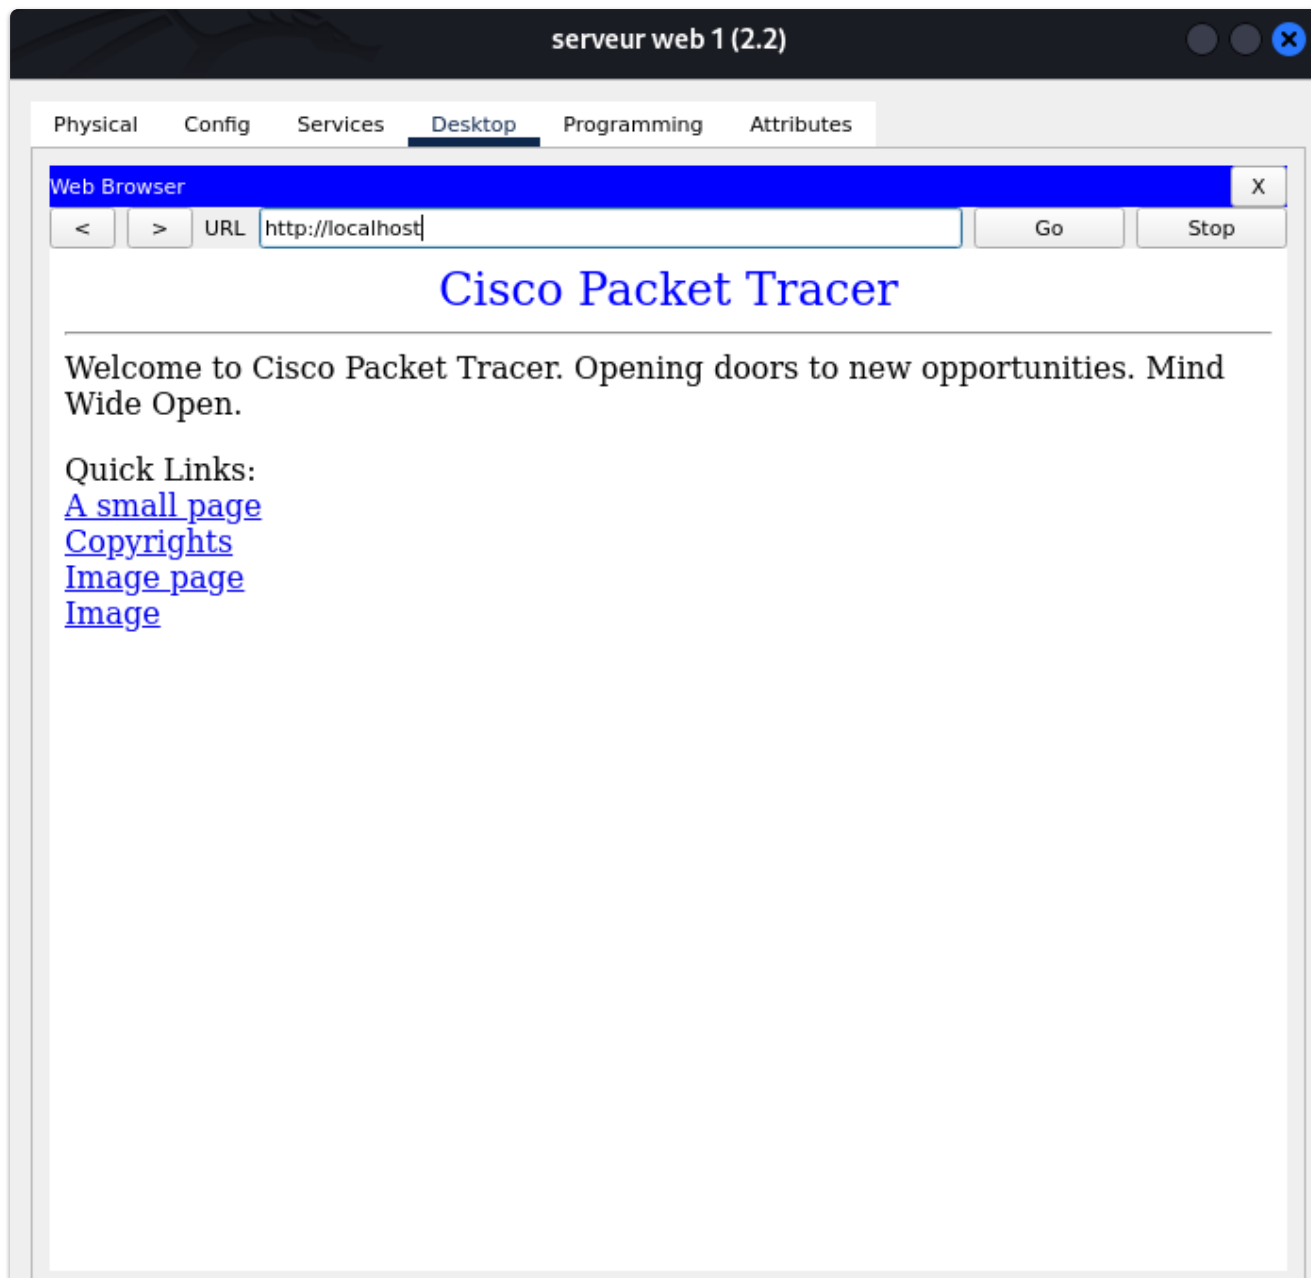 serveur web 1 (2.2)
Physical Config Services Desktop Programming Attributes
Web Browser X
< > URL http://localhost Go Stop
Cisco Packet Tracer
Welcome to Cisco Packet Tracer. Opening doors to new opportunities. Mind
Wide Open.
Quick Links:
A small page
Copyrights
Image page
Image